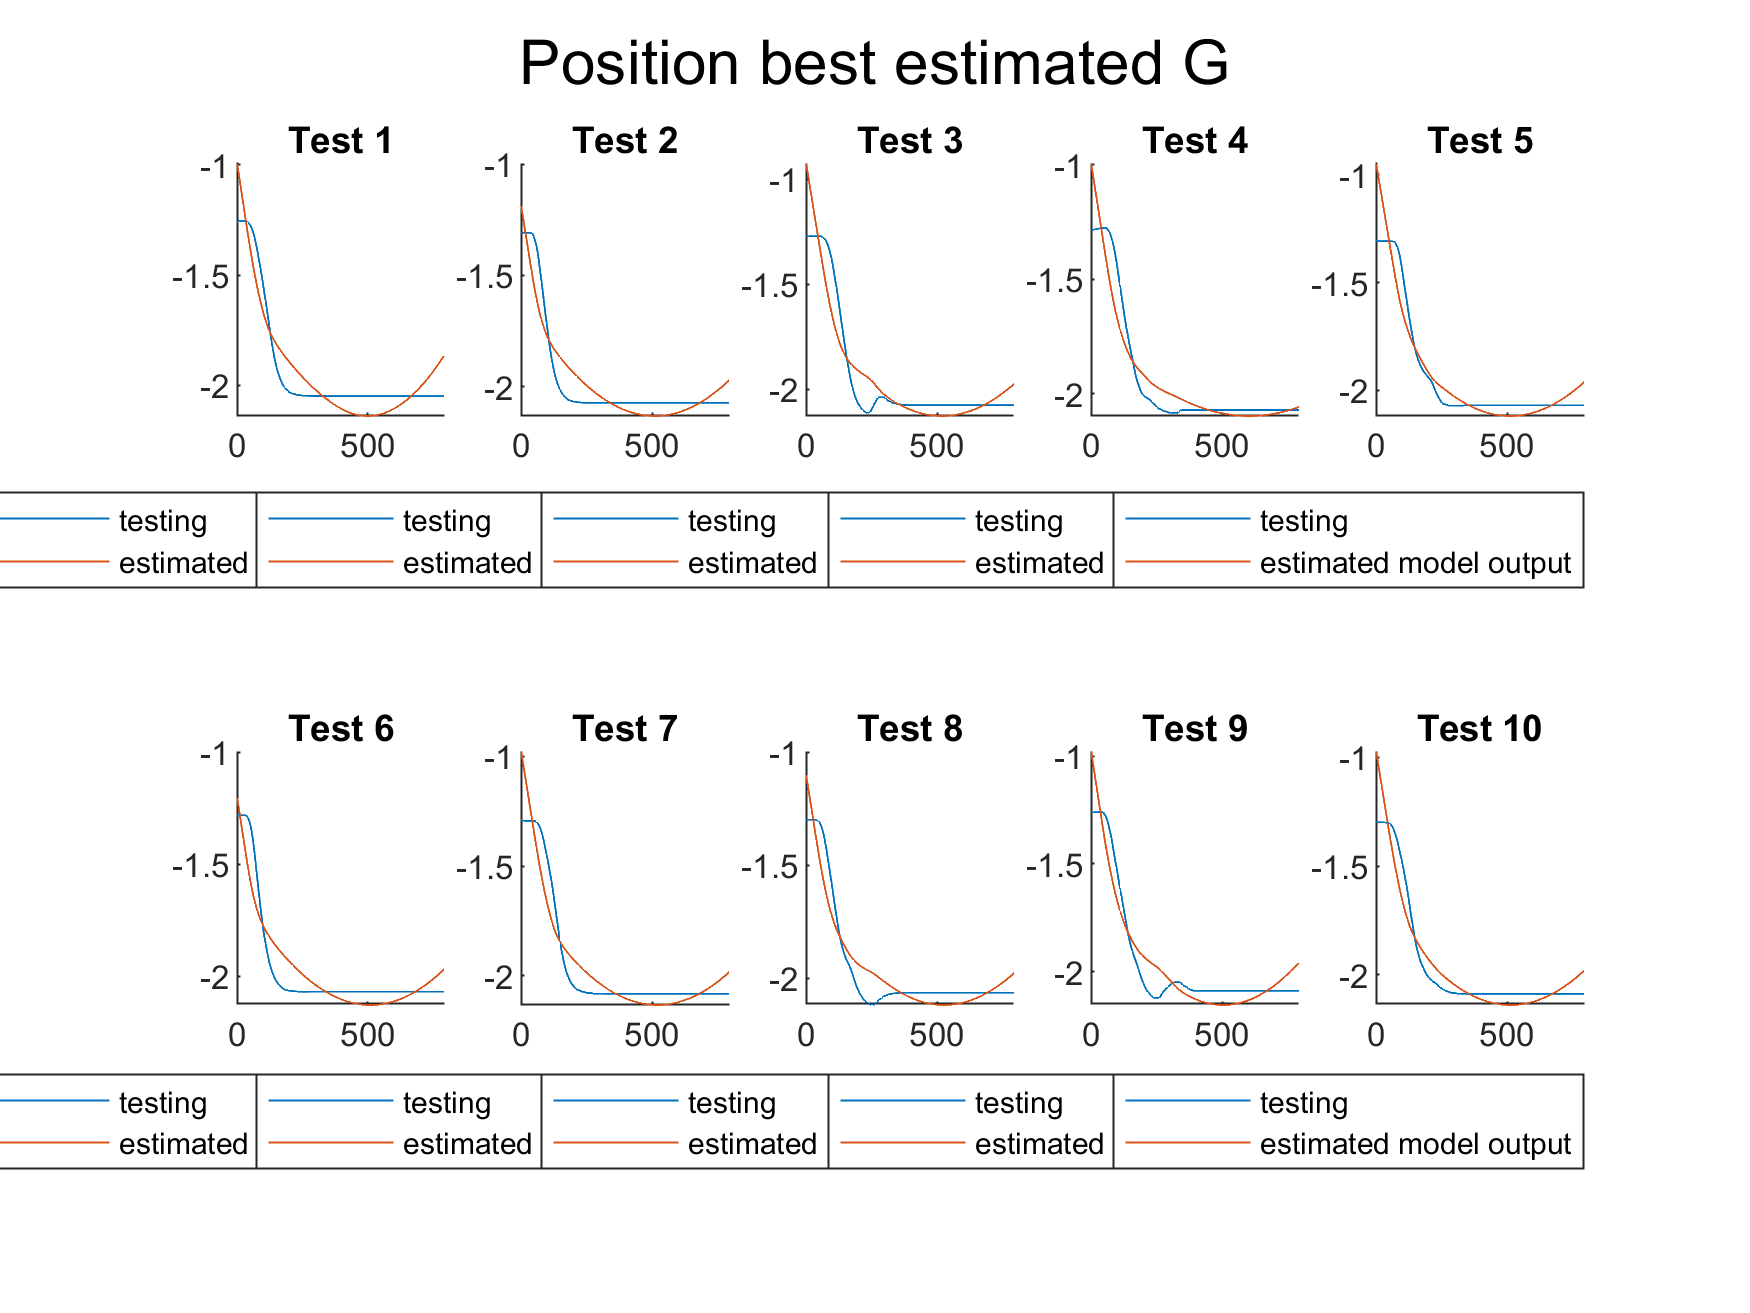 Position best estimated G
Test 1 Test 2 Test 3 Test 4 Test 5
-1 -1 -1 -1 -1
-1.5 -1.5 -1.5 -1.5 -1.5
-2 -2 -2 -2 -2
0 500 0 500 0 500 0 500 0 500
testing testing testing testing testing
estimated estimated estimated estimated estimated model output
Test 6 Test 7 Test 8 Test 9 Test 10
-1 -1 -1 -1 -1
-1.5 -1.5 -1.5 -1.5 -1.5
-2 -2 -2 -2 -2
0 500 0 500 0 500 0 500 0 500
testing testing testing testing testing
estimated estimated estimated estimated estimated model output